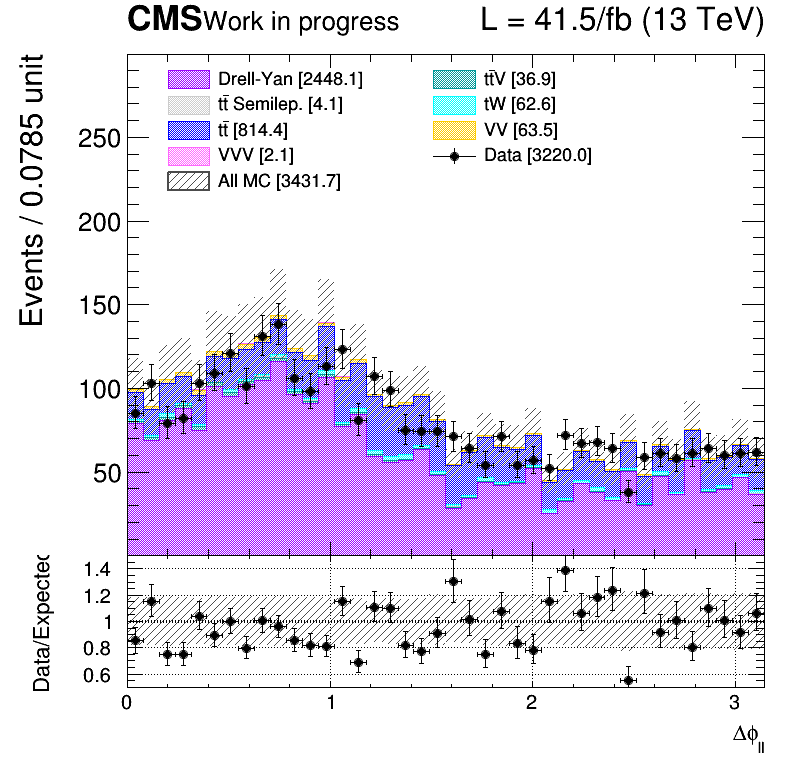 CMS Work in progress L = 41.5/fb (13 TeV)
Events / 0.0785 unit
Drell-Yan [2448.1]
tt̄ Semilep. [4.1]
tt̄ [814.4]
VVV [2.1]
All MC [3431.7]
tt̄V [36.9]
tW [62.6]
VV [63.5]
Data [3220.0]
250
200
150
100
50
Data/Expected
1.4
1.2
1
0.8
0.6
0 1 2 3
Δϕll